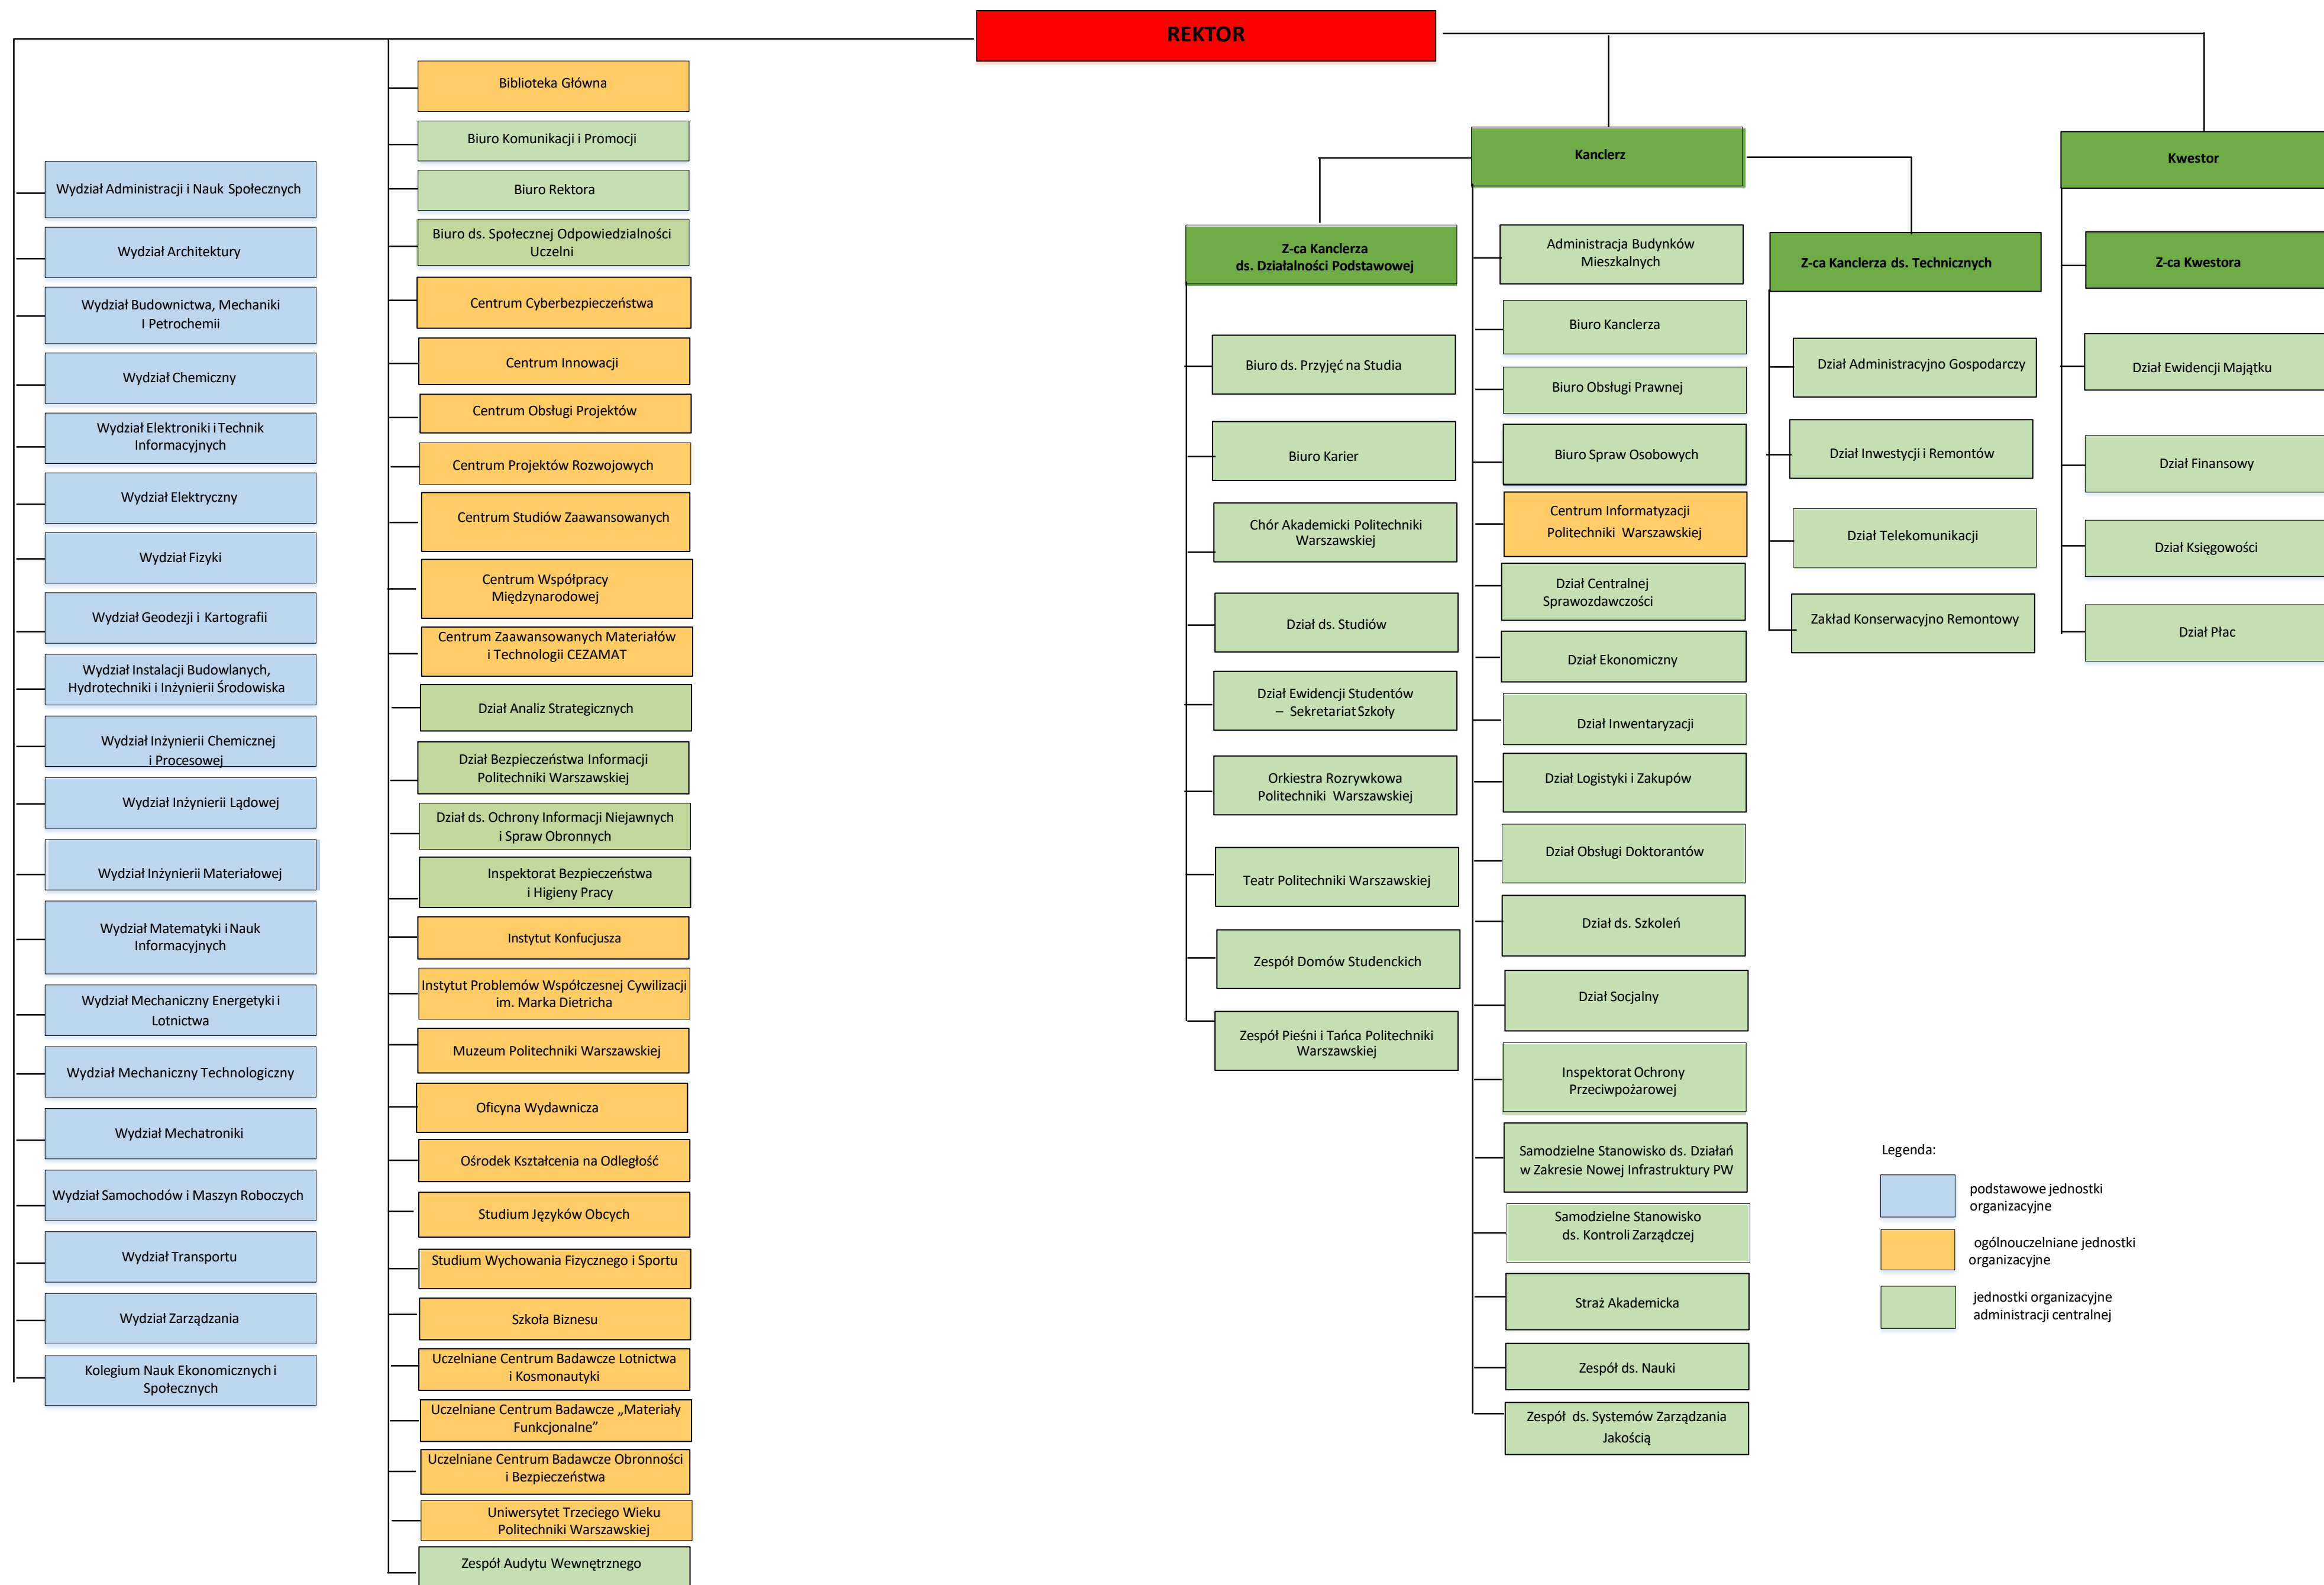 REKTOR
Wydział Administracji i Nauk Społecznych
Wydział Architektury
Wydział Budownictwa, Mechaniki
I Petrochemii
Wydział Chemiczny
Wydział Elektroniki i Technik
Informacyjnych
Wydział Elektryczny
Wydział Fizyki
Wydział Geodezji i Kartografii
Wydział Instalacji Budowlanych,
Hydrotechniki i Inżynierii Środowiska
Wydział Inżynierii Chemicznej
i Procesowej
Wydział Inżynierii Lądowej
Wydział Inżynierii Materiałowej
Wydział Matematyki i Nauk
Informacyjnych
Wydział Mechaniczny Energetyki i
Lotnictwa
Wydział Mechaniczny Technologiczny
Wydział Mechatroniki
Wydział Samochodów i Maszyn Roboczych
Wydział Transportu
Wydział Zarządzania
Kolegium Nauk Ekonomicznych i
Społecznych
Biblioteka Główna
Biuro Komunikacji i Promocji
Biuro Rektora
Biuro ds. Społecznej Odpowiedzialności
Uczelni
Centrum Cyberbezpieczeństwa
Centrum Innowacji
Centrum Obsługi Projektów
Centrum Projektów Rozwojowych
Centrum Studiów Zaawansowanych
Centrum Współpracy
Międzynarodowej
Centrum Zaawansowanych Materiałów
i Technologii CEZAMAT
Dział Analiz Strategicznych
Dział Bezpieczeństwa Informacji
Politechniki Warszawskiej
Dział ds. Ochrony Informacji Niejawnych
i Spraw Obronnych
Inspektorat Bezpieczeństwa
i Higieny Pracy
Instytut Konfucjusza
Instytut Problemów Współczesnej Cywilizacji
im. Marka Dietricha
Muzeum Politechniki Warszawskiej
Oficyna Wydawnicza
Ośrodek Kształcenia na Odległość
Studium Języków Obcych
Studium Wychowania Fizycznego i Sportu
Szkoła Biznesu
Uczelniane Centrum Badawcze Lotnictwa
i Kosmonautyki
Uczelniane Centrum Badawcze „Materiały
Funkcjonalne”
Uczelniane Centrum Badawcze Obronności
i Bezpieczeństwa
Uniwersytet Trzeciego Wieku
Politechniki Warszawskiej
Zespół Audytu Wewnętrznego
Kanclerz
Z-ca Kanclerza
ds. Działalności Podstawowej
Biuro ds. Przyjęć na Studia
Biuro Karier
Chór Akademicki Politechniki
Warszawskiej
Dział ds. Studiów
Dział Ewidencji Studentów
– Sekretariat Szkoły
Orkiestra Rozrywkowa
Politechniki Warszawskiej
Teatr Politechniki Warszawskiej
Zespół Domów Studenckich
Zespół Pieśni i Tańca Politechniki
Warszawskiej
Administracja Budynków
Mieszkalnych
Biuro Kanclerza
Biuro Obsługi Prawnej
Biuro Spraw Osobowych
Centrum Informatyzacji
Politechniki Warszawskiej
Dział Centralnej
Sprawozdawczości
Dział Ekonomiczny
Dział Inwentaryzacji
Dział Logistyki i Zakupów
Dział Obsługi Doktorantów
Dział ds. Szkoleń
Dział Socjalny
Inspektorat Ochrony
Przeciwpożarowej
Samodzielne Stanowisko ds. Działań
w Zakresie Nowej Infrastruktury PW
Samodzielne Stanowisko
ds. Kontroli Zarządczej
Straż Akademicka
Zespół ds. Nauki
Zespół ds. Systemów Zarządzania
Jakością
Z-ca Kanclerza ds. Technicznych
Dział Administracyjno Gospodarczy
Dział Inwestycji i Remontów
Dział Telekomunikacji
Zakład Konserwacyjno Remontowy
Kwestor
Z-ca Kwestora
Dział Ewidencji Majątku
Dział Finansowy
Dział Księgowości
Dział Płac
Legenda:
podstawowe jednostki
organizacyjne
ogólnouczelniane jednostki
organizacyjne
jednostki organizacyjne
administracji centralnej